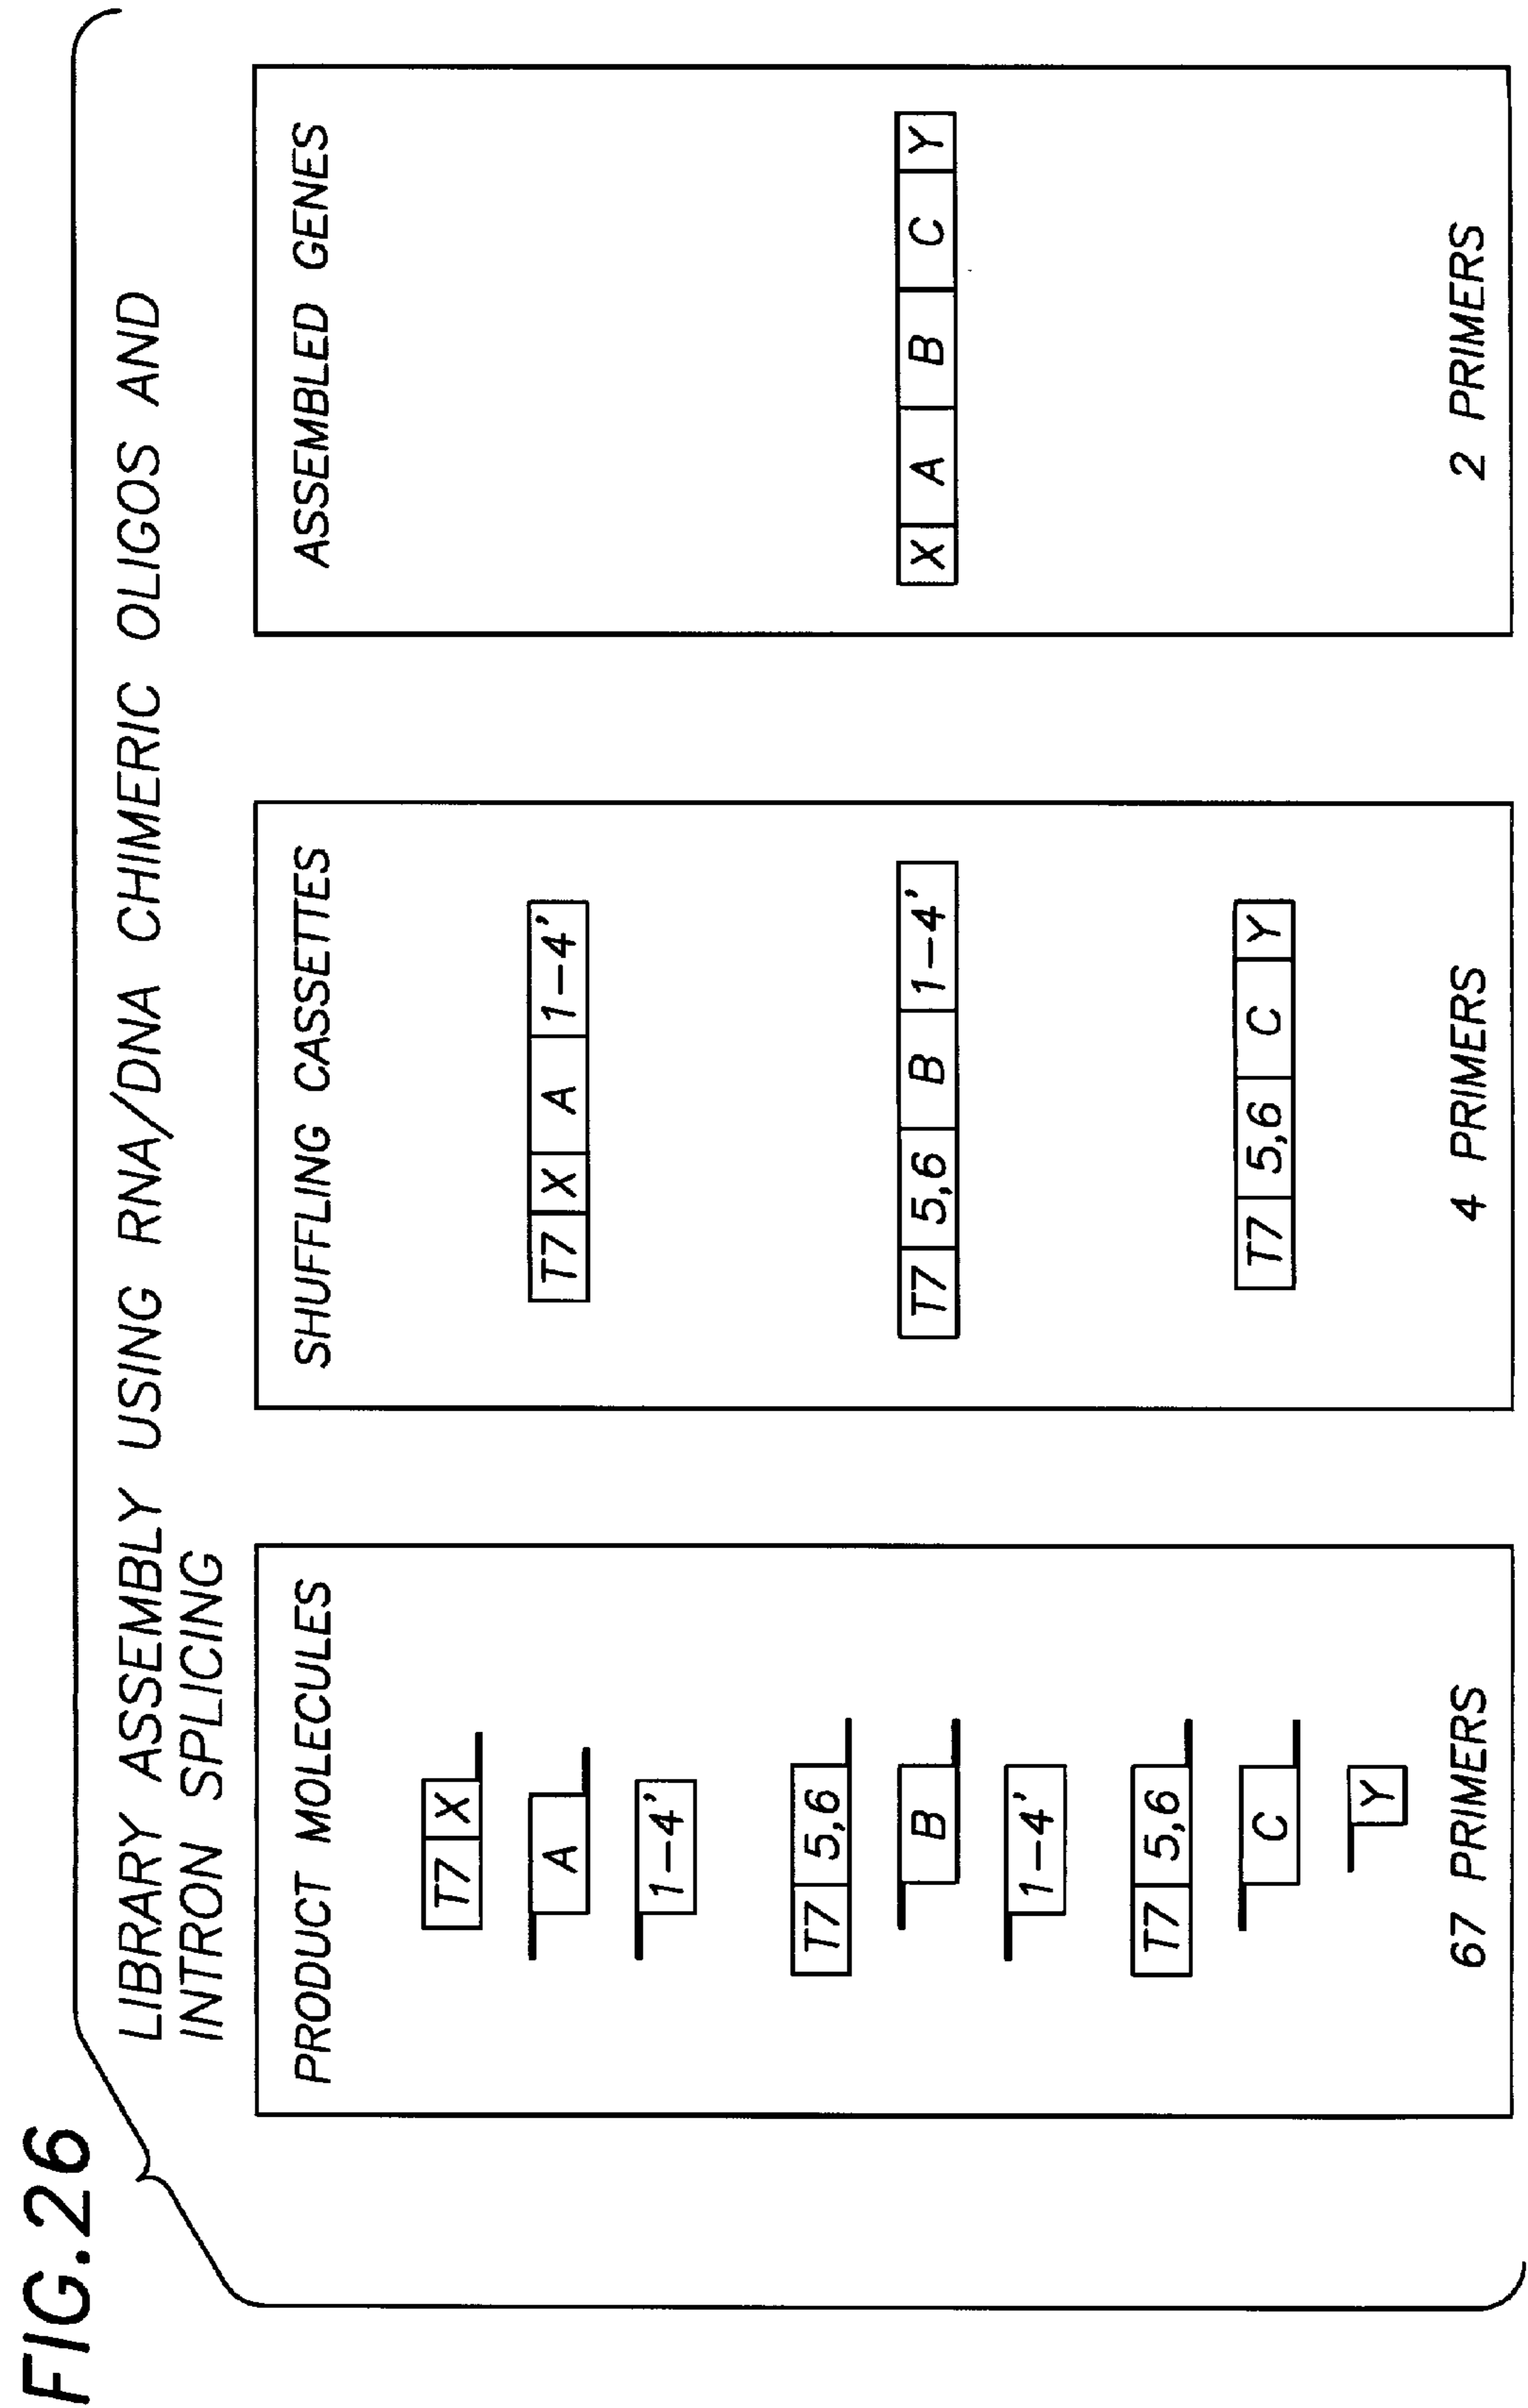 FIG.26
LIBRARY ASSEMBLY USING RNA/DNA CHIMERIC OLIGOS AND
INTRON SPLICING
PRODUCT MOLECULES
T7 X
A
1-4'
T7 5,6
B
1-4'
T7 5,6
C
Y
67 PRIMERS
SHUFFLING CASSETTES
T7 X A 1-4'
T7 5,6 B 1-4'
T7 5,6 C Y
4 PRIMERS
ASSEMBLED GENES
X A B C Y
2 PRIMERS